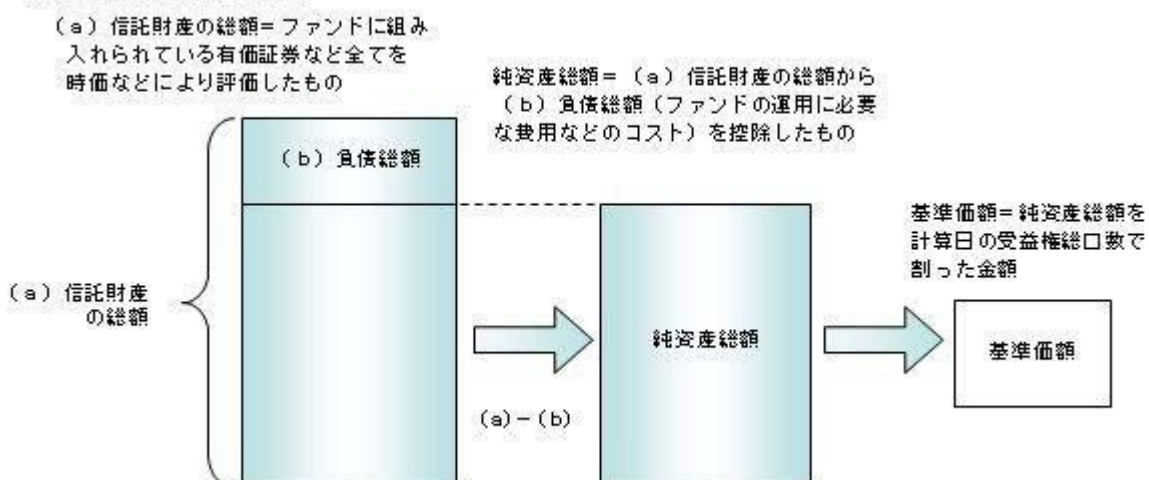 (a)信託財産の総額=ファンドに組み
入れられている有価証券など全てを
時価などにより評価したもの
純資産総額=(a)信託財産の総額から
(b)負債総額(ファンドの運用に必要
な費用などのコスト)を控除したもの
(b)負債総額
基準価額=純資産総額を
計算日の受益権総口数で
割った金額
(a)信託財産
の総額
純資産総額
基準価額
(a)-(b)